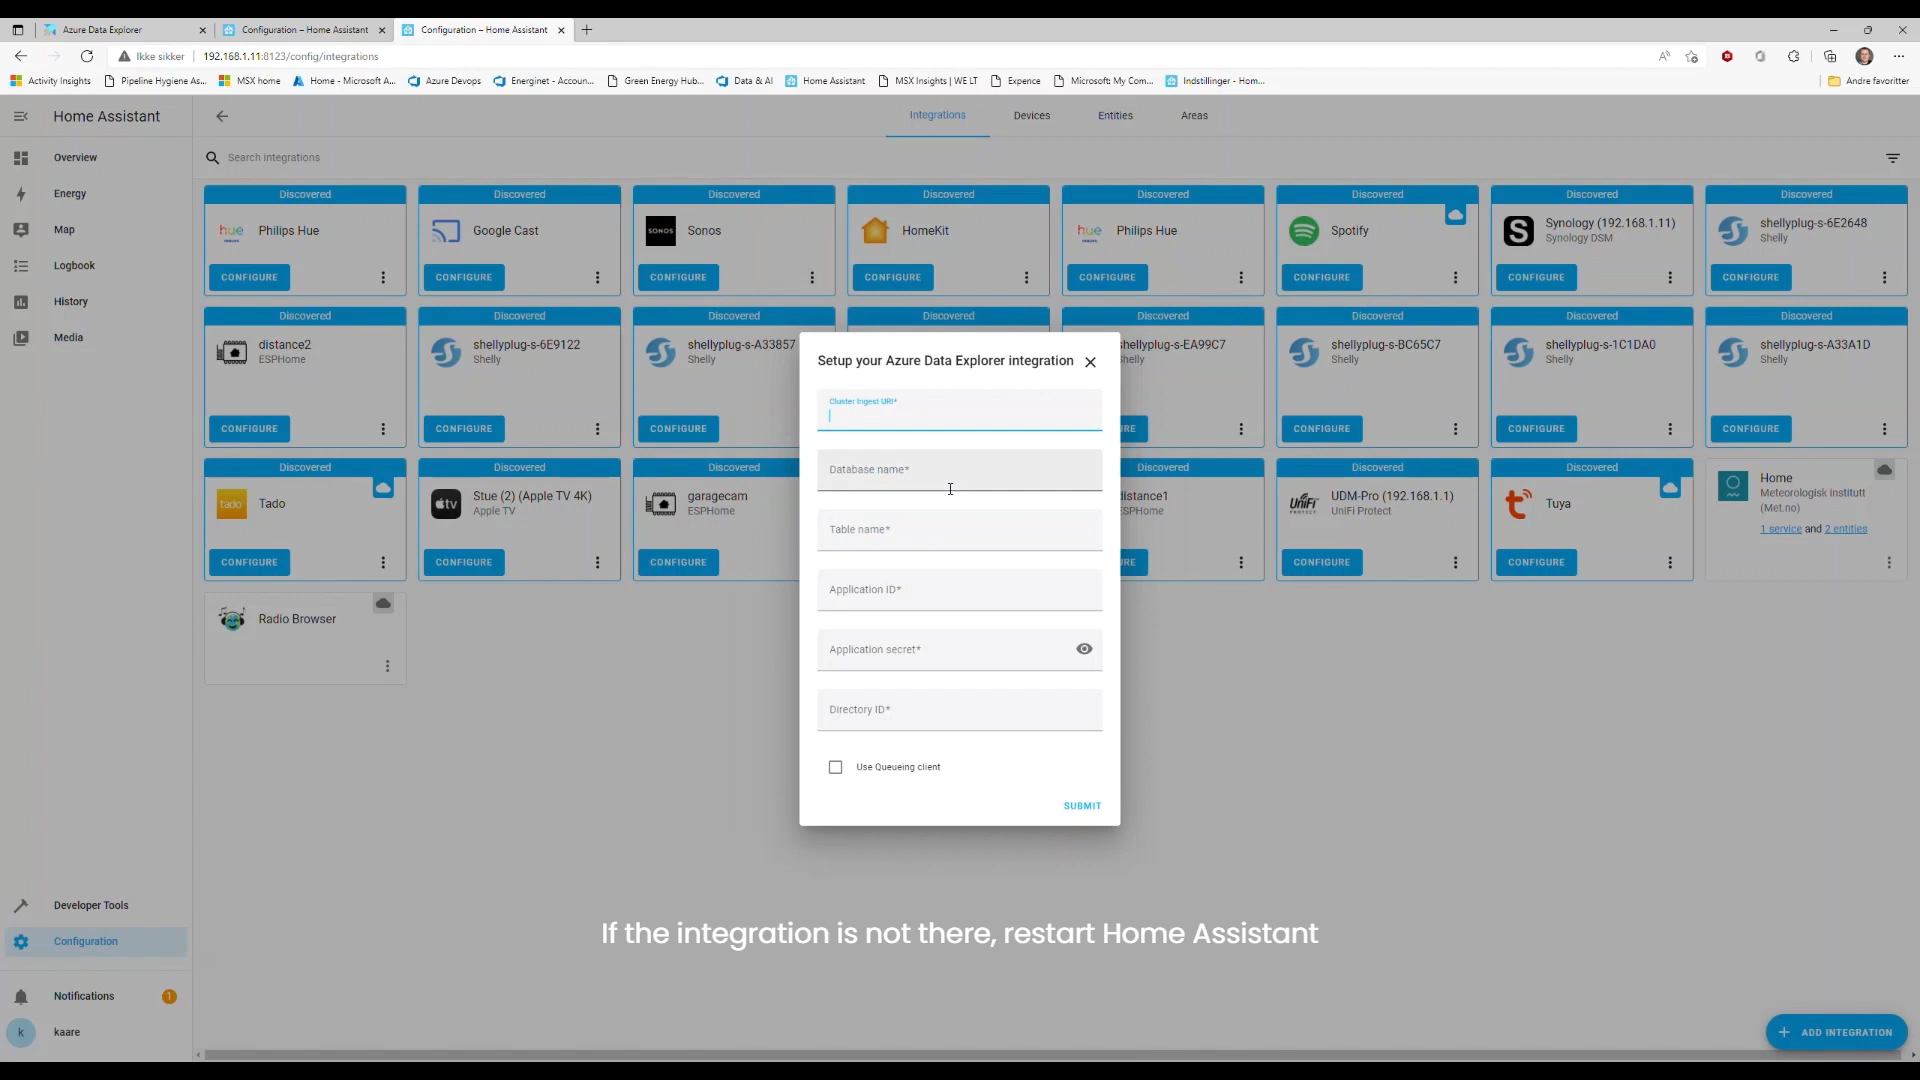 Azure Data Explorer
Configuration – Home Assistant
Configuration – Home Assistant
Ikke sikker
192.168.1.11:8123/config/integrations
Activity Insights
Pipeline Hygiene As...
MSX home
Home - Microsoft A...
Azure Devops
Energinet - Accoun...
Green Energy Hub...
Data & AI
Home Assistant
MSX Insights | WE LT
Expence
Microsoft: My Com...
Indstillinger - Hom...
Andre favoritter
Home Assistant
Integrations
Devices
Entities
Areas
Search integrations
Overview
Energy
Map
Logbook
History
Media
Developer Tools
Configuration
Notifications
1
k
kaare
Discovered
hue
Philips Hue
CONFIGURE
Discovered
Google Cast
CONFIGURE
Discovered
SONOS
Sonos
CONFIGURE
Discovered
HomeKit
CONFIGURE
Discovered
hue
Philips Hue
CONFIGURE
Discovered
Spotify
CONFIGURE
Discovered
S
Synology (192.168.1.11)
Synology DSM
CONFIGURE
Discovered
shellyplug-s-6E2648
Shelly
CONFIGURE
Discovered
distance2
ESPHome
CONFIGURE
Discovered
shellyplug-s-6E9122
Shelly
CONFIGURE
Discovered
shellyplug-s-A33857
Shelly
CONFIGURE
Discovered
Discovered
shellyplug-s-EA99C7
Shelly
URE
Discovered
shellyplug-s-BC65C7
Shelly
CONFIGURE
Discovered
shellyplug-s-1C1DA0
Shelly
CONFIGURE
Discovered
shellyplug-s-A33A1D
Shelly
CONFIGURE
Discovered
tado
Tado
CONFIGURE
Discovered
tv
Stue (2) (Apple TV 4K)
Apple TV
CONFIGURE
Discovered
garagecam
ESPHome
CONFIGURE
Discovered
distance1
ESPHome
URE
Discovered
UniFi
PROTECT
UDM-Pro (192.168.1.1)
UniFi Protect
CONFIGURE
Discovered
Tuya
CONFIGURE
Home
Meteorologisk institutt
(Met.no)
1 service and 2 entities
Radio Browser
Setup your Azure Data Explorer integration
Cluster Ingest URI*
Database name*
Table name*
Application ID*
Application secret*
Directory ID*
Use Queueing client
SUBMIT
If the integration is not there, restart Home Assistant
ADD INTEGRATION